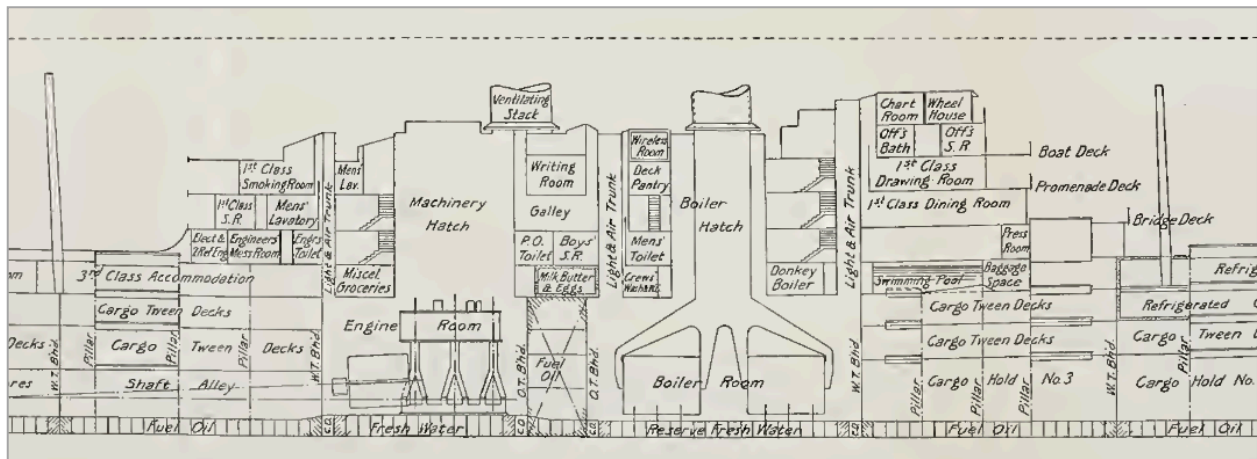 Ventilating
Stack
Chart
Room
Wheel
House
Off's
Bath
Off's
S.R
Boat Deck
Wireless
Room
Writing
Room
Deck
Pantry
1st Class
Smoking Room
Mens'
Lav.
1st Class
Drawing-Room
Promenade Deck
1st Class
S.R.
Mens'
Lavatory
Light & Air Trunk
Machinery
Hatch
Galley
Light & Air Trunk
Boiler
Hatch
Light & Air Trunk
1st Class Dining Room
Bridge Deck
Elect &
2 Ref Eng
Engineers'
Mess Room
Engrs
Toilet
P.O.
Toilet
Boys'
S.R.
Mens'
Toilet
Press
Room
3rd Class Accommodation
Miscel.
Groceries
Milk Butter
& Eggs
Crews'
Donkey
Boiler
Swimming Pool
Baggage
Space
Refrig
Cargo Tween Decks
Engine Room
Cargo Tween Decks
Refrigerated
Decks
Cargo Tween Decks
Fuel
Oil
Cargo Tween Decks
Cargo Tween
W.T. Bhd.
Pillar
Pillar
W.T. Bhd
O.T. B'hd.
O.T. Bhd.
W.T. Bhd
Pillar
Pillar
Pillar
W.T. Bhd
Pillar
Shaft Alley
Boiler Room
Cargo Hold No.3
Cargo Hold No.
Fuel Oil
C.D.
Fresh Water
C.D.
C.D.
Reserve Fresh Water
C.D.
Fuel Oil
Fuel Oil